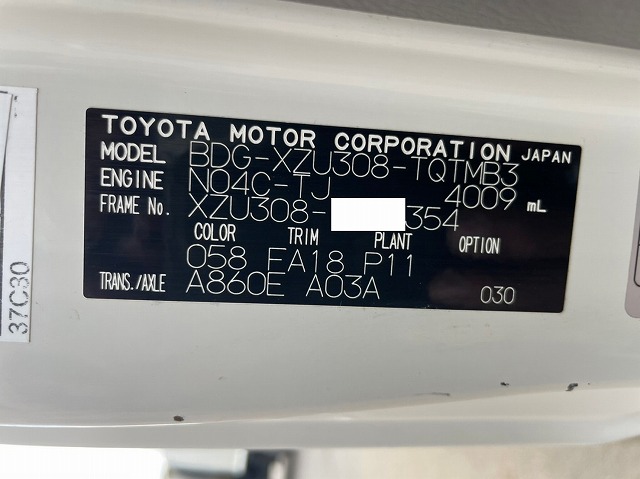 TOYOTA MOTOR CORPORATION JAPAN
MODEL BDG-XZU308-TQTMB3
ENGINE N04C-TJ 4009 mL
FRAME No. XZU308- 354
COLOR TRIM PLANT OPTION
058 FA18 P11
TRANS./AXLE A860E A03A 030
37C30